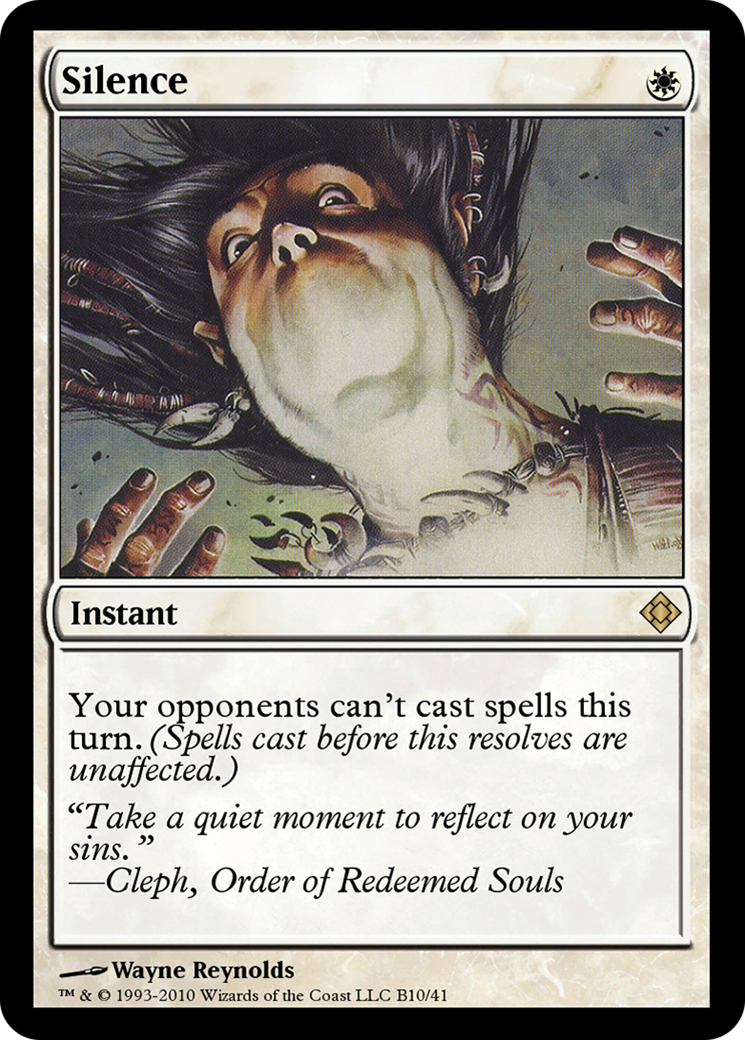 Silence
Instant
Your opponents can't cast spells this
turn. (Spells cast before this resolves are
unaffected.)
“Take a quiet moment to reflect on your
sins.”
—Cleph, Order of Redeemed Souls
Wayne Reynolds
™ & © 1993-2010 Wizards of the Coast LLC B10/41